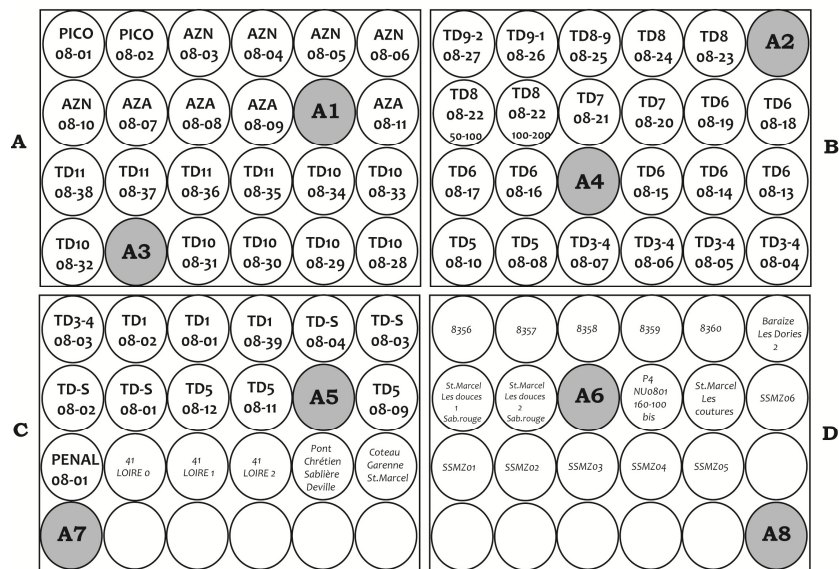 A
PICO
08-01
PICO
08-02
AZN
08-03
AZN
08-04
AZN
08-05
AZN
08-06
AZN
08-10
AZA
08-07
AZA
08-08
AZA
08-09
A1
AZA
08-11
TD11
08-38
TD11
08-37
TD11
08-36
TD11
08-35
TD10
08-34
TD10
08-33
TD10
08-32
A3
TD10
08-31
TD10
08-30
TD10
08-29
TD10
08-28
B
TD9-2
08-27
TD9-1
08-26
TD8-9
08-25
TD8
08-24
TD8
08-23
A2
TD8
08-22
50-100
TD8
08-22
100-200
TD7
08-21
TD7
08-20
TD6
08-19
TD6
08-18
TD6
08-17
TD6
08-16
A4
TD6
08-15
TD6
08-14
TD6
08-13
TD5
08-10
TD5
08-08
TD3-4
08-07
TD3-4
08-06
TD3-4
08-05
TD3-4
08-04
C
TD3-4
08-03
TD1
08-02
TD1
08-01
TD1
08-39
TD-S
08-04
TD-S
08-03
TD-S
08-02
TD-S
08-01
TD5
08-12
TD5
08-11
A5
TD5
08-09
PENAL
08-01
41
LOIRE 0
41
LOIRE 1
41
LOIRE 2
Pont
Chrétien
Sablière
Deville
Coteau
Garenne
St.Marcel
A7
D
8356
8357
8358
8359
8360
Baraize
Les Dories
2
St.Marcel
Les douces
1
Sab.rouge
St.Marcel
Les douces
2
Sab.rouge
A6
P4
NU0801
160-100
bis
St.Marcel
Les
coutures
SSMZ06
SSMZ01
SSMZ02
SSMZ03
SSMZ04
SSMZ05
A8